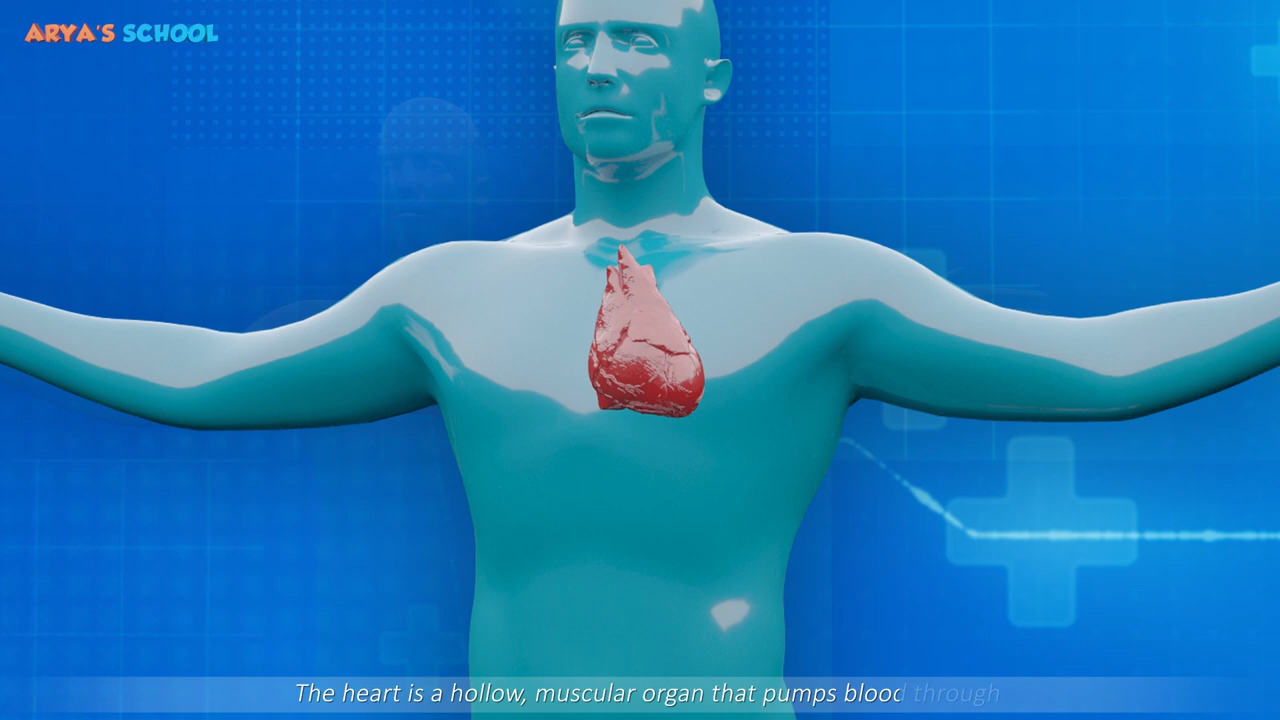 ARYA'S SCHOOL
The heart is a hollow, muscular organ that pumps blood through